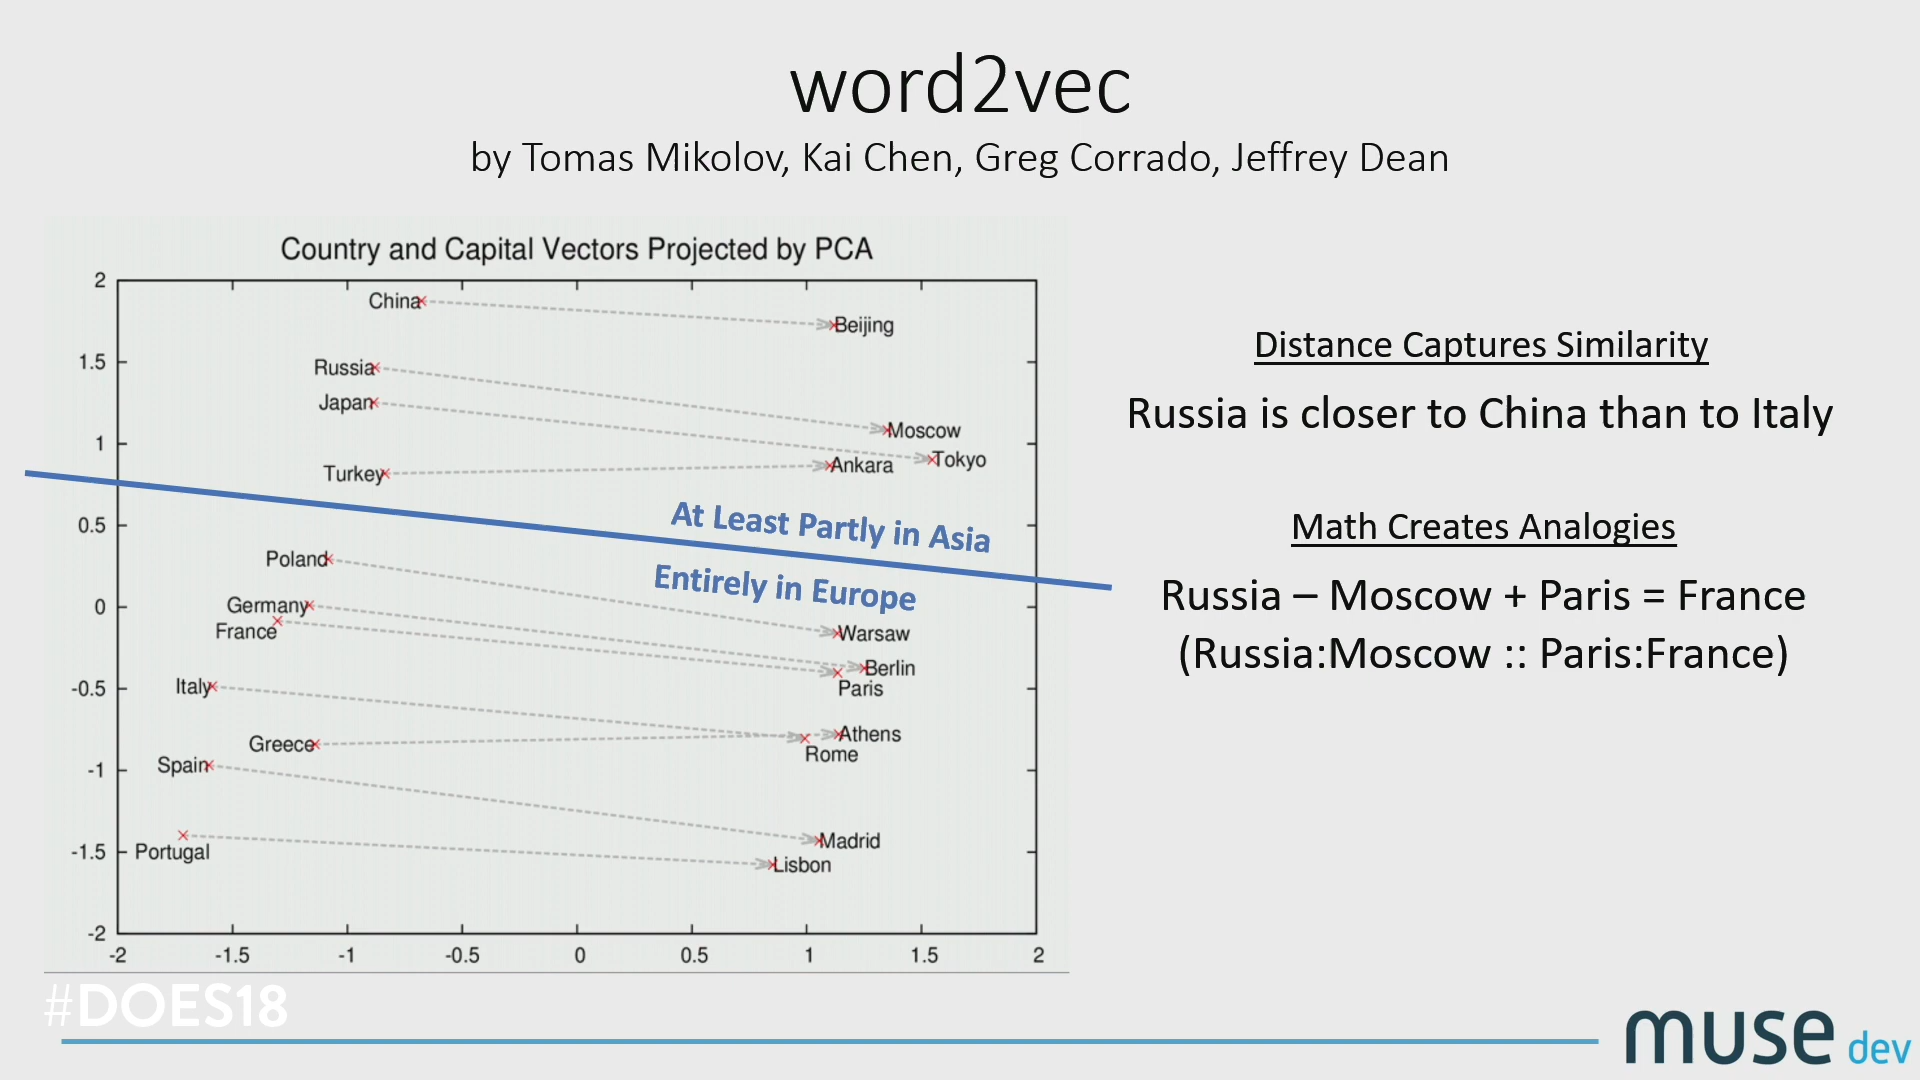 word2vec
by Tomas Mikolov, Kai Chen, Greg Corrado, Jeffrey Dean
Country and Capital Vectors Projected by PCA
2
China
Beijing
1.5
Russia
Japan
Moscow
1
Tokyo
Turkey
Ankara
0.5
At Least Partly in Asia
Poland
Entirely in Europe
0
Germany
France
Warsaw
Berlin
-0.5
Italy
Paris
Greece
Athens
Rome
-1
Spain
Madrid
-1.5
Portugal
Lisbon
-2
-2 -1.5 -1 -0.5 0 0.5 1 1.5 2
Distance Captures Similarity
Russia is closer to China than to Italy
Math Creates Analogies
Russia – Moscow + Paris = France
(Russia:Moscow :: Paris:France)
#DOES18
muse dev